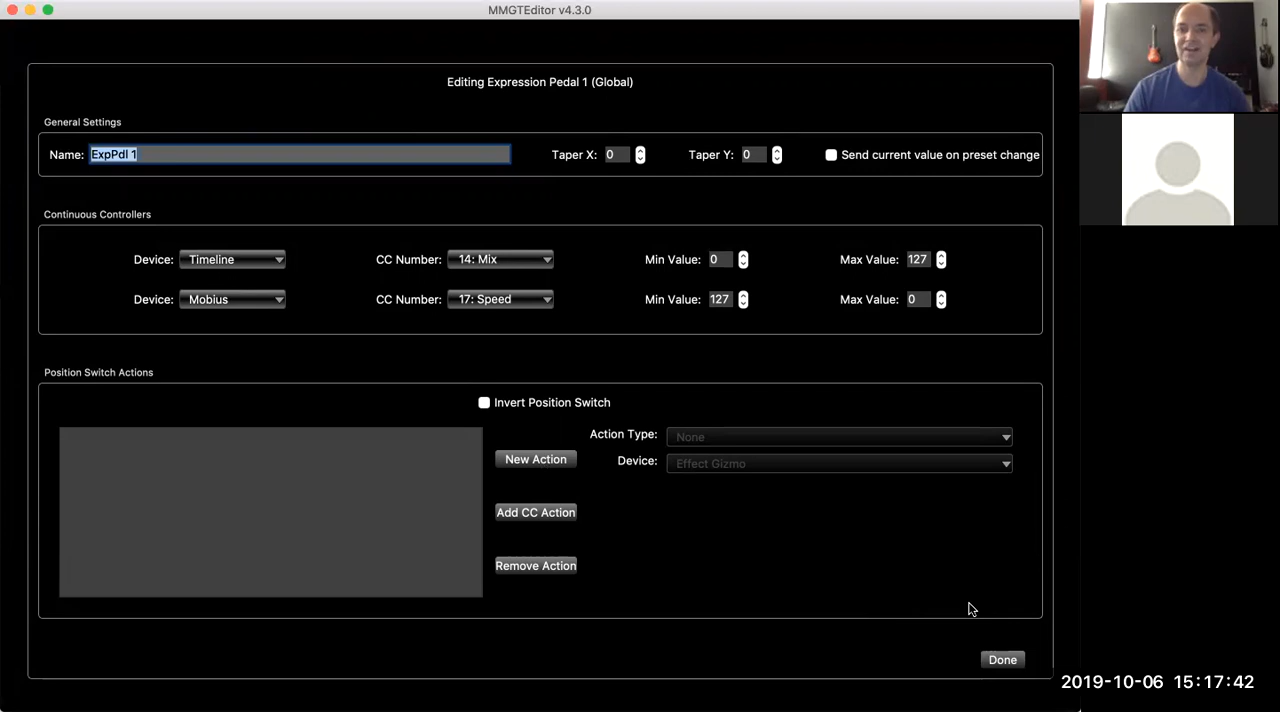 MMGTEditor v4.3.0
Editing Expression Pedal 1 (Global)
General Settings
Name: ExpPdl 1 Taper X: 0 Taper Y: 0 Send current value on preset change
Continuous Controllers
Device: Timeline CC Number: 14: Mix Min Value: 0 Max Value: 127
Device: Mobius CC Number: 17: Speed Min Value: 127 Max Value: 0
Position Switch Actions
Invert Position Switch
Action Type: None
New Action Device: Effect Gizmo
Add CC Action
Remove Action
Done
2019-10-06 15:17:42